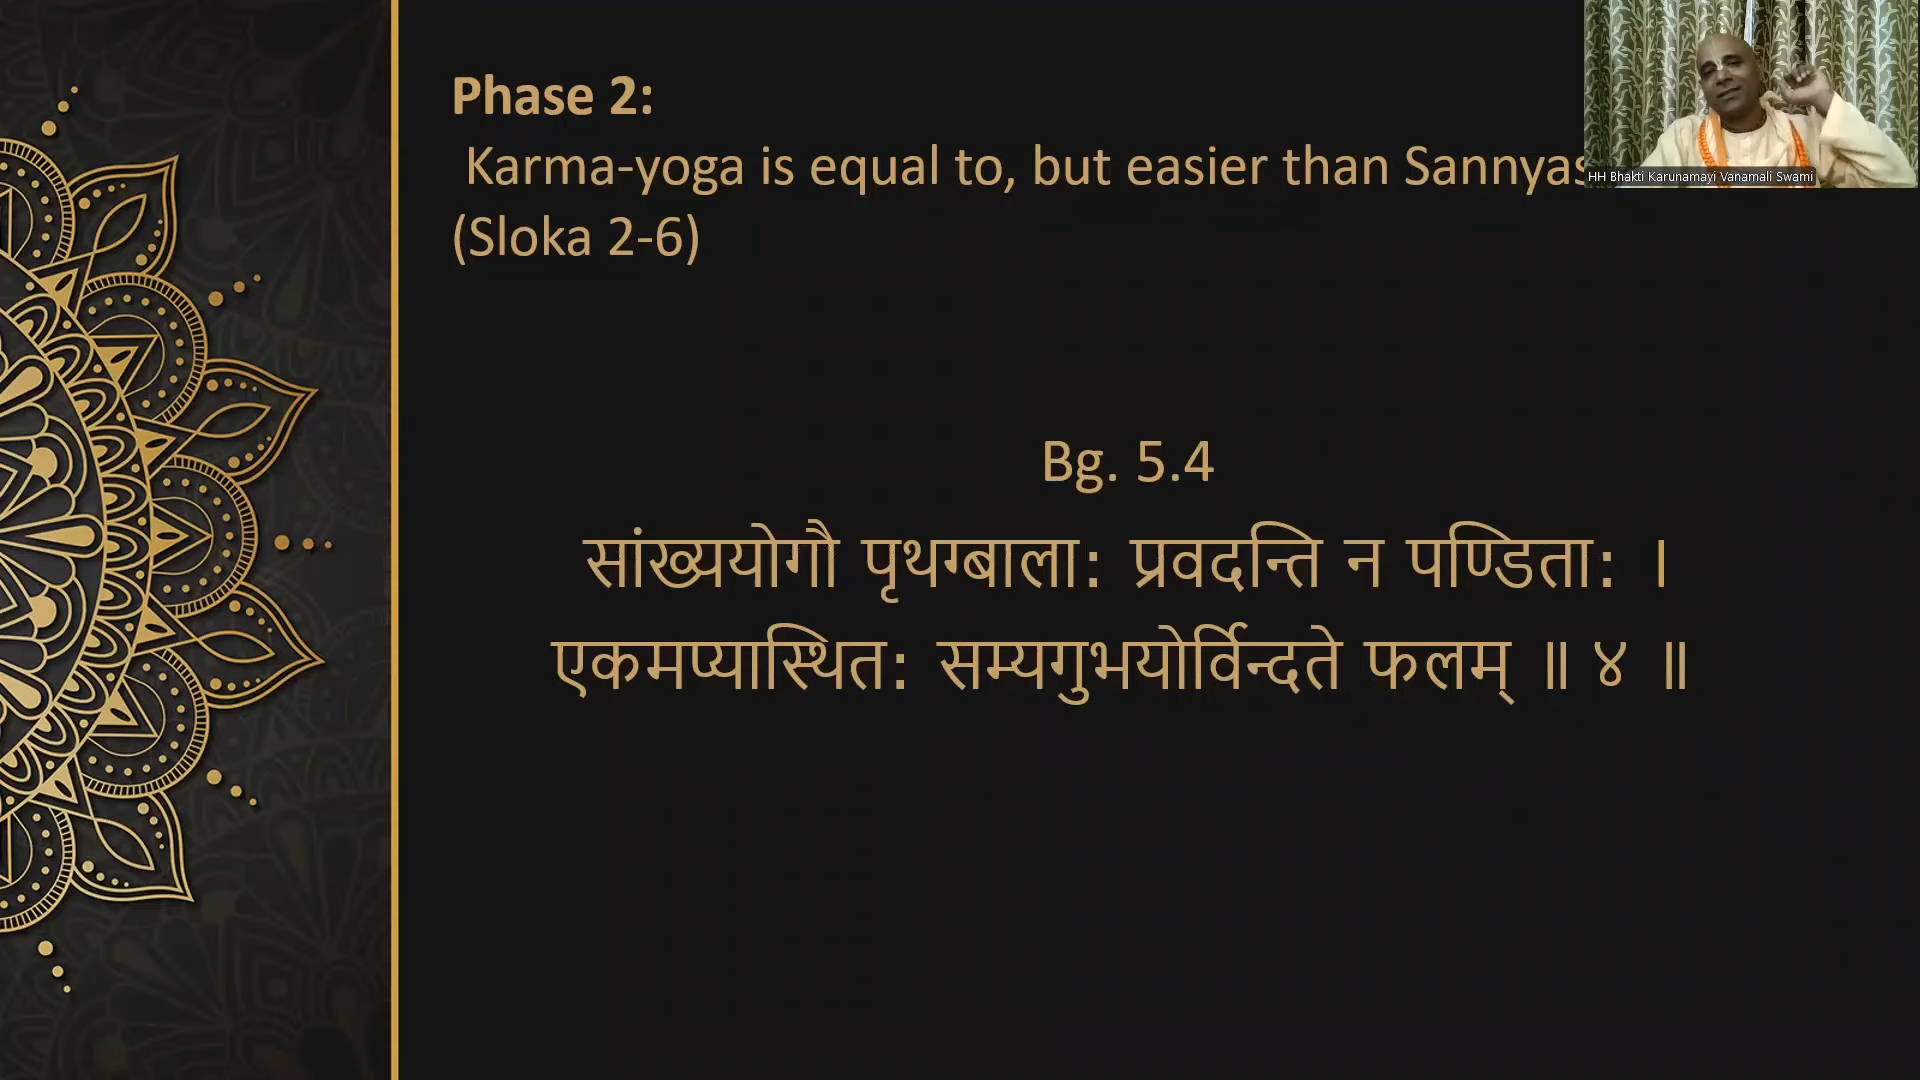 Phase 2:
Karma-yoga is equal to, but easier than
(Sloka 2-6)
HH Bhakti Karunamayi Vanamali Swami
Bg. 5.4
सांख्ययोगौ पृथग्बालाः प्रवदन्ति न पण्डिताः ।
एकमप्यास्थितः सम्यगुभयोर्विन्दते फलम् ॥ ४ ॥